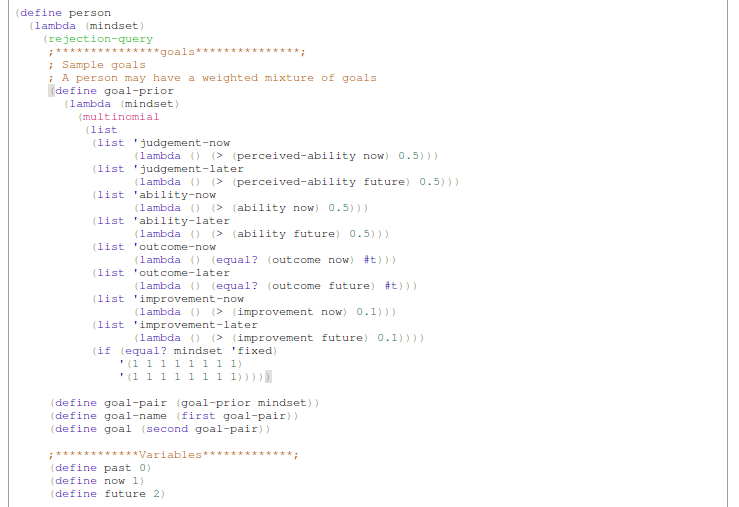 (define person
(lambda (mindset)
(rejection-query
;***************goals***************;
; Sample goals
; A person may have a weighted mixture of goals
(define goal-prior
(lambda (mindset)
(multinomial
(list
(list 'judgement-now
(lambda () (> (perceived-ability now) 0.5)))
(list 'judgement-later
(lambda () (> (perceived-ability future) 0.5)))
(list 'ability-now
(lambda () (> (ability now) 0.5)))
(list 'ability-later
(lambda () (> (ability future) 0.5)))
(list 'outcome-now
(lambda () (equal? (outcome now) #t)))
(list 'outcome-later
(lambda () (equal? (outcome future) #t)))
(list 'improvement-now
(lambda () (> (improvement now) 0.1)))
(list 'improvement-later
(lambda () (> (improvement future) 0.1))))
(if (equal? mindset 'fixed)
'(1 1 1 1 1 1 1 1)
'(1 1 1 1 1 1 1 1)))))
(define goal-pair (goal-prior mindset))
(define goal-name (first goal-pair))
(define goal (second goal-pair))
;************Variables*************;
(define past 0)
(define now 1)
(define future 2)